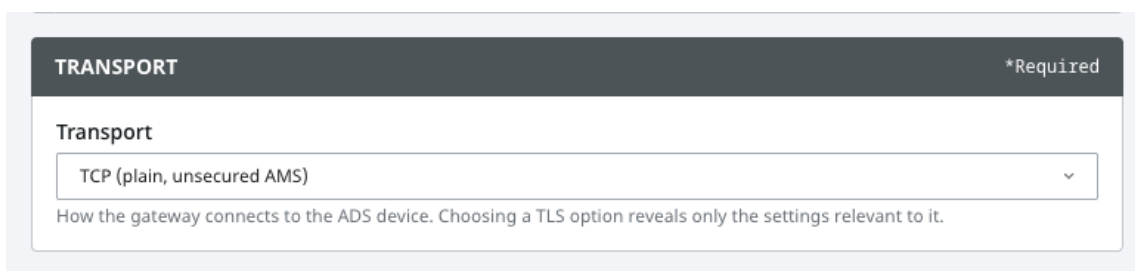 TRANSPORT *Required
Transport
TCP (plain, unsecured AMS)
How the gateway connects to the ADS device. Choosing a TLS option reveals only the settings relevant to it.